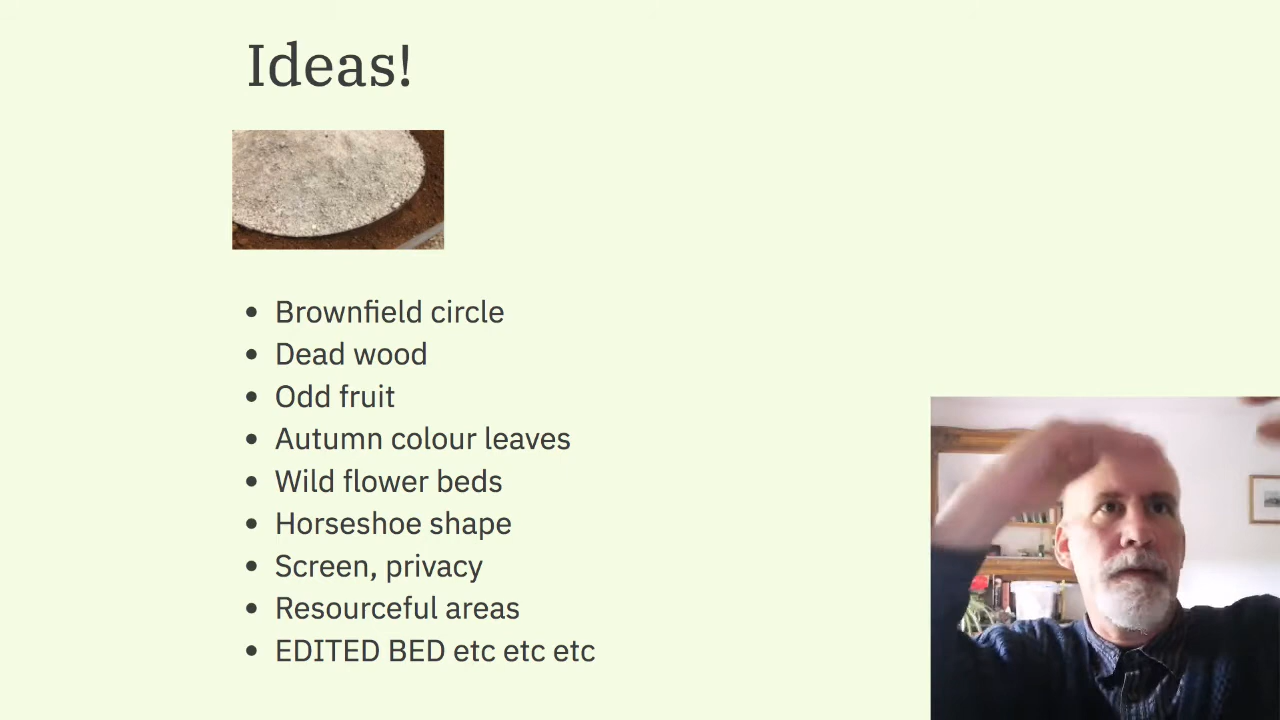 Ideas!
Brownfield circle
Dead wood
Odd fruit
Autumn colour leaves
Wild flower beds
Horseshoe shape
Screen, privacy
Resourceful areas
EDITED BED etc etc etc